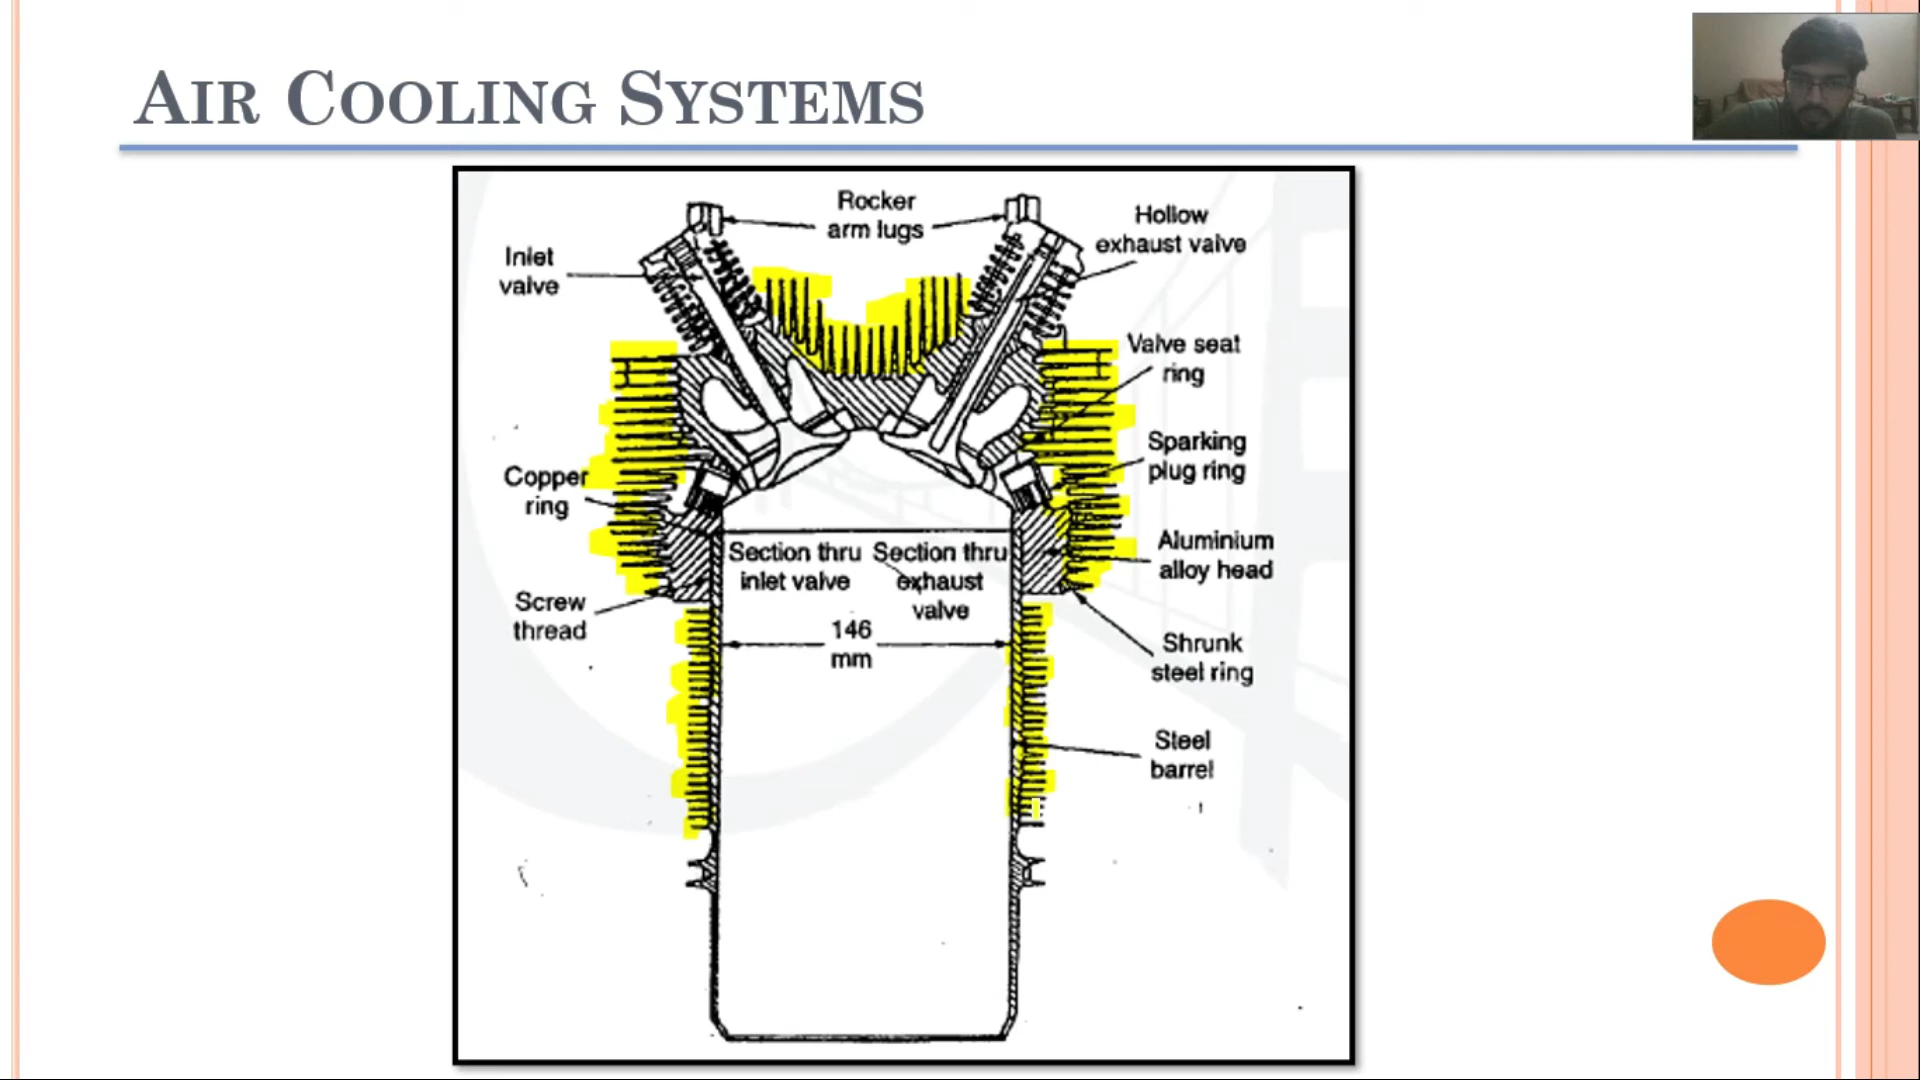 AIR COOLING SYSTEMS
Rocker
arm lugs
Hollow
exhaust valve
Inlet
valve
Valve seat
ring
Sparking
plug ring
Copper
ring
Aluminium
alloy head
Section thru
inlet valve
Section thru
exhaust
valve
Screw
thread
146
mm
Shrunk
steel ring
Steel
barrel